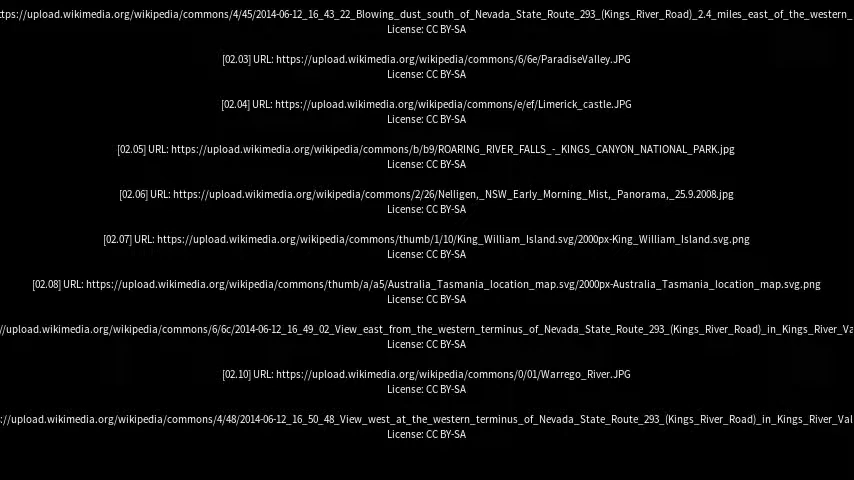 ttps://upload.wikimedia.org/wikipedia/commons/4/45/2014-06-12_16_43_22_Blowing_dust_south_of_Nevada_State_Route_293_(Kings_River_Road)_2.4_miles_east_of_the_western_
License: CC BY-SA
[02.03] URL: https://upload.wikimedia.org/wikipedia/commons/6/6e/ParadiseValley.JPG
License: CC BY-SA
[02.04] URL: https://upload.wikimedia.org/wikipedia/commons/e/ef/Limerick_castle.JPG
License: CC BY-SA
[02.05] URL: https://upload.wikimedia.org/wikipedia/commons/b/b9/ROARING_RIVER_FALLS_-_KINGS_CANYON_NATIONAL_PARK.jpg
License: CC BY-SA
[02.06] URL: https://upload.wikimedia.org/wikipedia/commons/2/26/Nelligen,_NSW_Early_Morning_Mist,_Panorama,_25.9.2008.jpg
License: CC BY-SA
[02.07] URL: https://upload.wikimedia.org/wikipedia/commons/thumb/1/10/King_William_Island.svg/2000px-King_William_Island.svg.png
License: CC BY-SA
[02.08] URL: https://upload.wikimedia.org/wikipedia/commons/thumb/a/a5/Australia_Tasmania_location_map.svg/2000px-Australia_Tasmania_location_map.svg.png
License: CC BY-SA
//upload.wikimedia.org/wikipedia/commons/6/6c/2014-06-12_16_49_02_View_east_from_the_western_terminus_of_Nevada_State_Route_293_(Kings_River_Road)_in_Kings_River_Va
License: CC BY-SA
[02.10] URL: https://upload.wikimedia.org/wikipedia/commons/0/01/Warrego_River.JPG
License: CC BY-SA
://upload.wikimedia.org/wikipedia/commons/4/48/2014-06-12_16_50_48_View_west_at_the_western_terminus_of_Nevada_State_Route_293_(Kings_River_Road)_in_Kings_River_Val
License: CC BY-SA